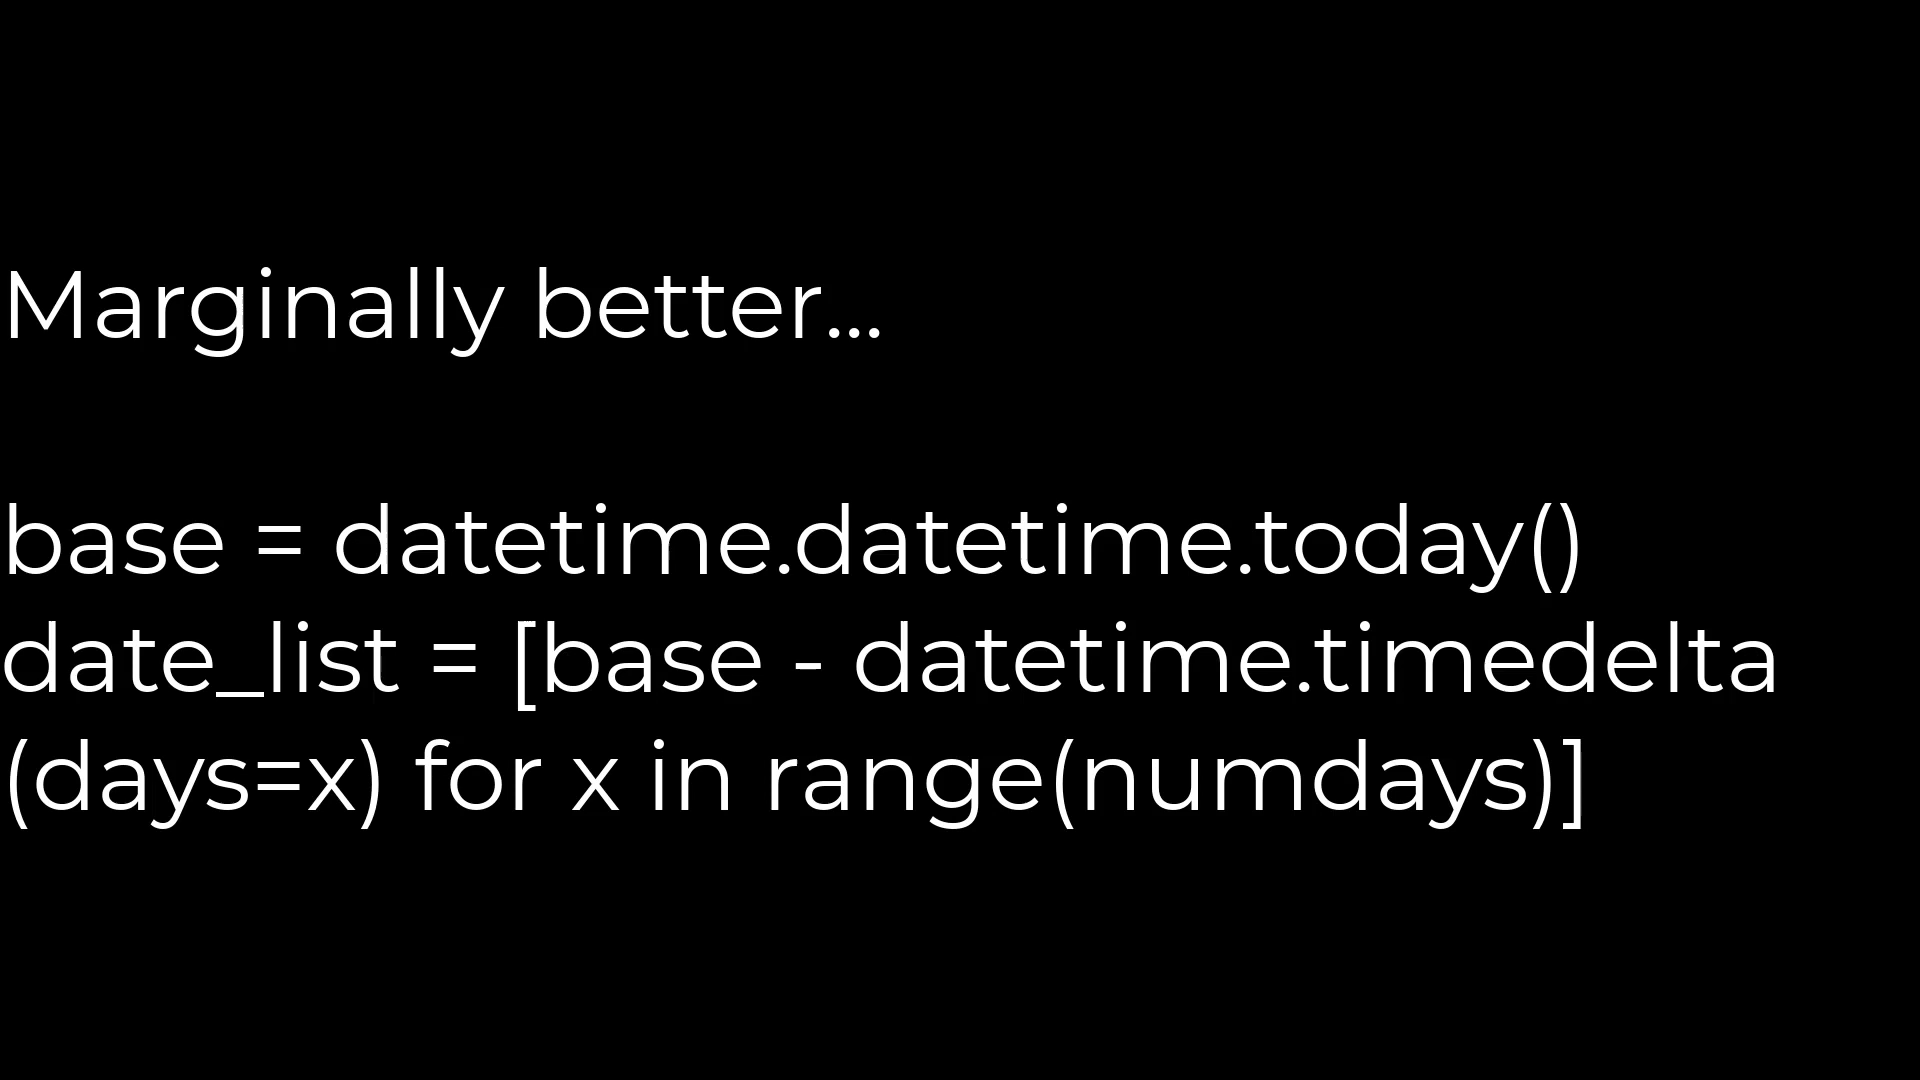 Marginally better...
base = datetime.datetime.today()
date_list = [base - datetime.timedelta
(days=x) for x in range(numdays)]